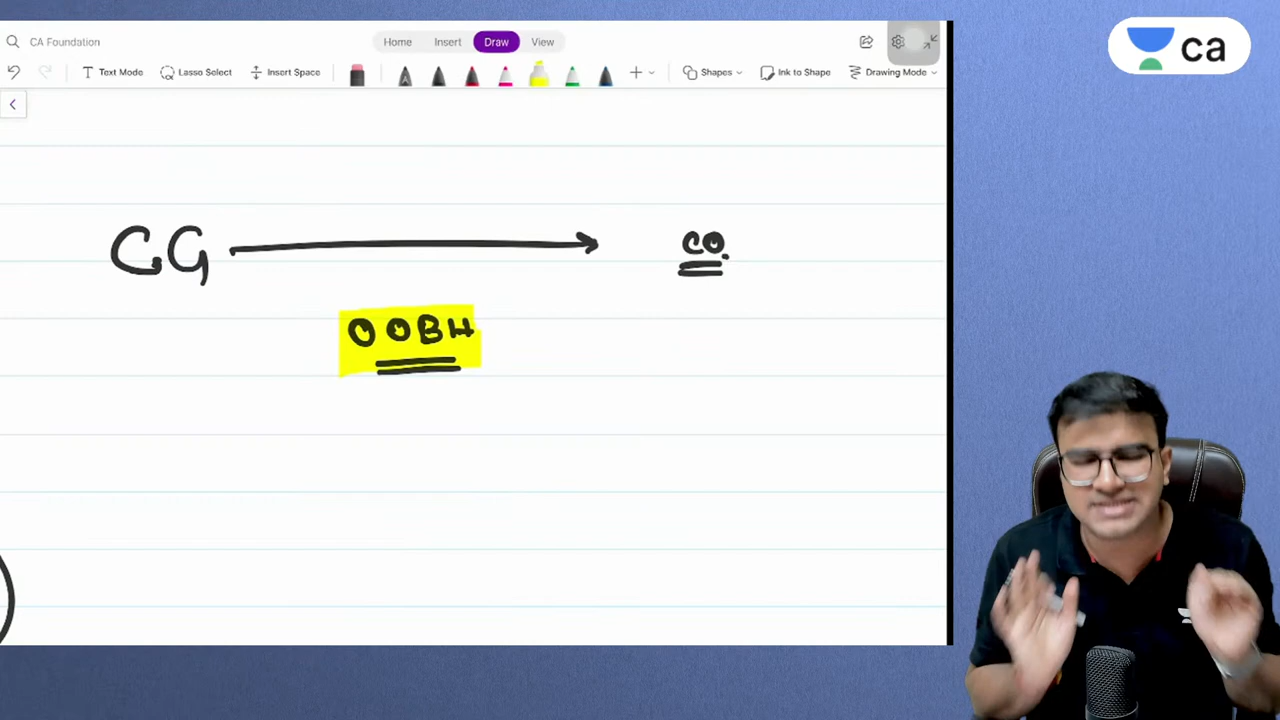 CA Foundation
Home Insert Draw View
ca
Text Mode Lasso Select Insert Space Shapes Ink to Shape Drawing Mode
CG
CO.
OOBH